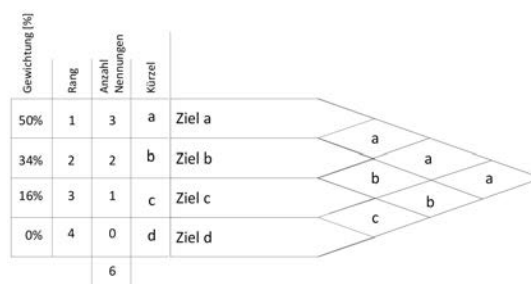 Gewichtung [%] Rang Anzahl Nennungen Kürzel
50% 1 3 a Ziel a
34% 2 2 b Ziel b
16% 3 1 c Ziel c
0% 4 0 d Ziel d
6
a
a
a
b
b
c